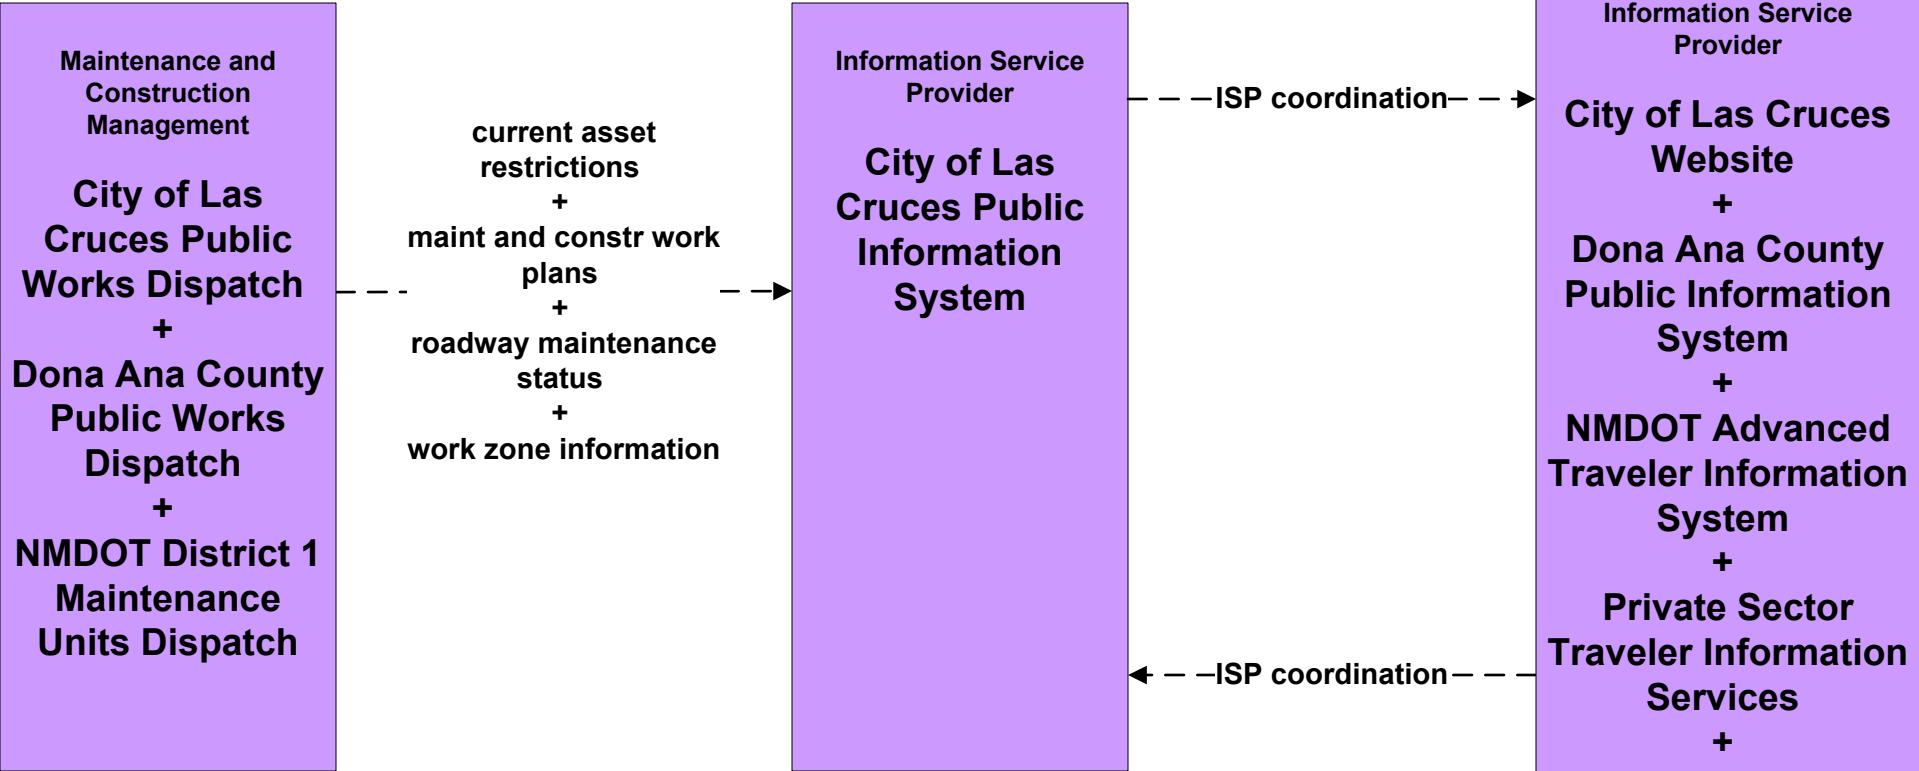 Maintenance and
Construction
Management
City of Las
Cruces Public
Works Dispatch
+
Dona Ana County
Public Works
Dispatch
+
NMDOT District 1
Maintenance
Units Dispatch
current asset
restrictions
+
maint and constr work
plans
+
roadway maintenance
status
+
work zone information
Information Service
Provider
City of Las
Cruces Public
Information
System
ISP coordination
ISP coordination
Information Service
Provider
City of Las Cruces
Website
+
Dona Ana County
Public Information
System
+
NMDOT Advanced
Traveler Information
System
+
Private Sector
Traveler Information
Services
+